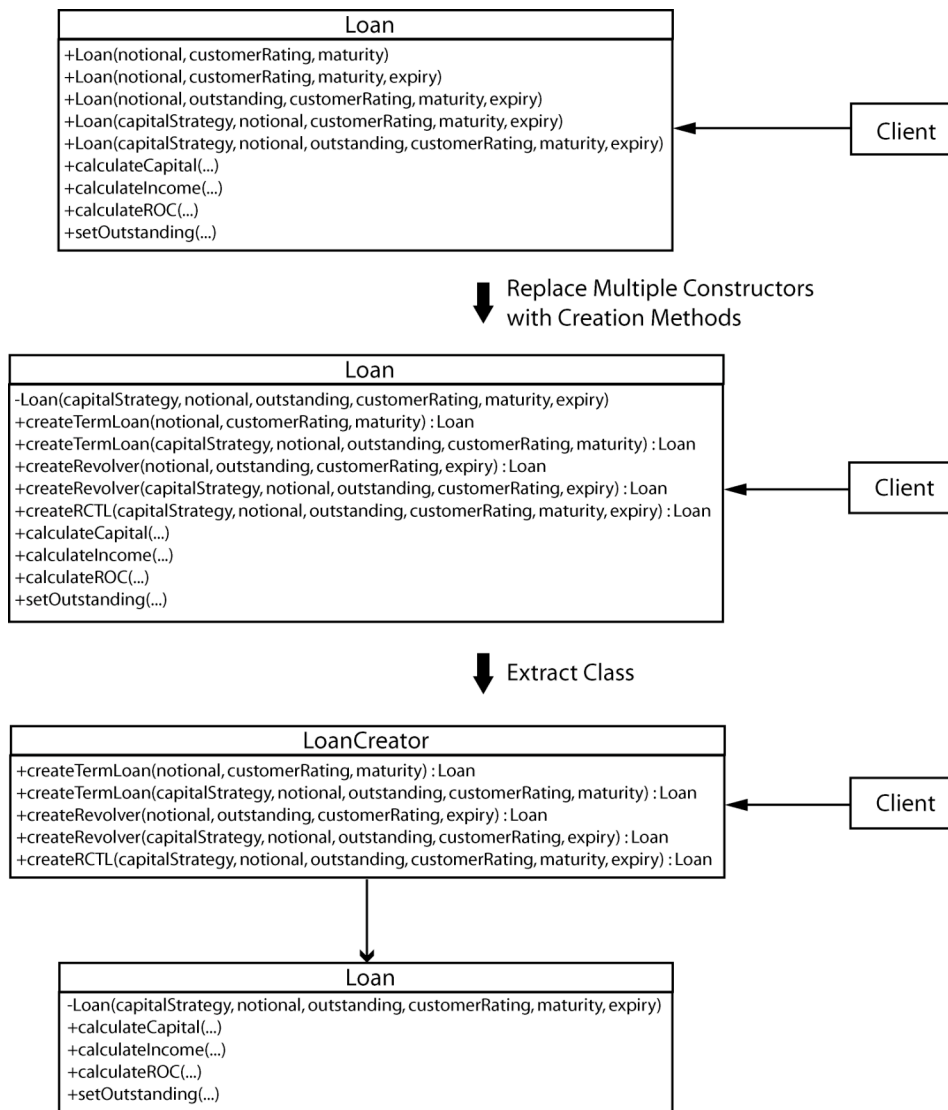 Loan
+Loan(notional, customerRating, maturity)
+Loan(notional, customerRating, maturity, expiry)
+Loan(notional, outstanding, customerRating, maturity, expiry)
+Loan(capitalStrategy, notional, customerRating, maturity, expiry)
+Loan(capitalStrategy, notional, outstanding, customerRating, maturity, expiry)
+calculateCapital(...)
+calculateIncome(...)
+calculateROC(...)
+setOutstanding(...)
Client
Replace Multiple Constructors
with Creation Methods
Loan
-Loan(capitalStrategy, notional, outstanding, customerRating, maturity, expiry)
+createTermLoan(notional, customerRating, maturity) : Loan
+createTermLoan(capitalStrategy, notional, outstanding, customerRating, maturity) : Loan
+createRevolver(notional, outstanding, customerRating, expiry) : Loan
+createRevolver(capitalStrategy, notional, outstanding, customerRating, expiry) : Loan
+createRCTL(capitalStrategy, notional, outstanding, customerRating, maturity, expiry) : Loan
+calculateCapital(...)
+calculateIncome(...)
+calculateROC(...)
+setOutstanding(...)
Client
Extract Class
LoanCreator
+createTermLoan(notional, customerRating, maturity) : Loan
+createTermLoan(capitalStrategy, notional, outstanding, customerRating, maturity) : Loan
+createRevolver(notional, outstanding, customerRating, expiry) : Loan
+createRevolver(capitalStrategy, notional, outstanding, customerRating, expiry) : Loan
+createRCTL(capitalStrategy, notional, outstanding, customerRating, maturity, expiry) : Loan
Client
Loan
-Loan(capitalStrategy, notional, outstanding, customerRating, maturity, expiry)
+calculateCapital(...)
+calculateIncome(...)
+calculateROC(...)
+setOutstanding(...)